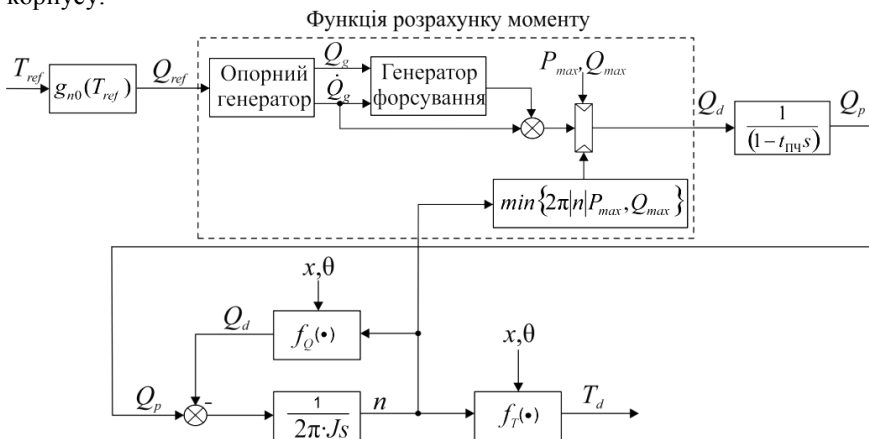 корпусу.
Функція розрахунку моменту
T_ref
g_n0(T_ref)
Q_ref
Опорний
генератор
Q_g
Q̇_g
Генератор
форсування
P_max, Q_max
Q_d
1
(1− t_ПЧ s)
Q_p
min{2π|n|P_max, Q_max}
x,θ
Q_d
f_Q(•)
x,θ
Q_p
-
1
2π·Js
n
f_T(•)
T_d